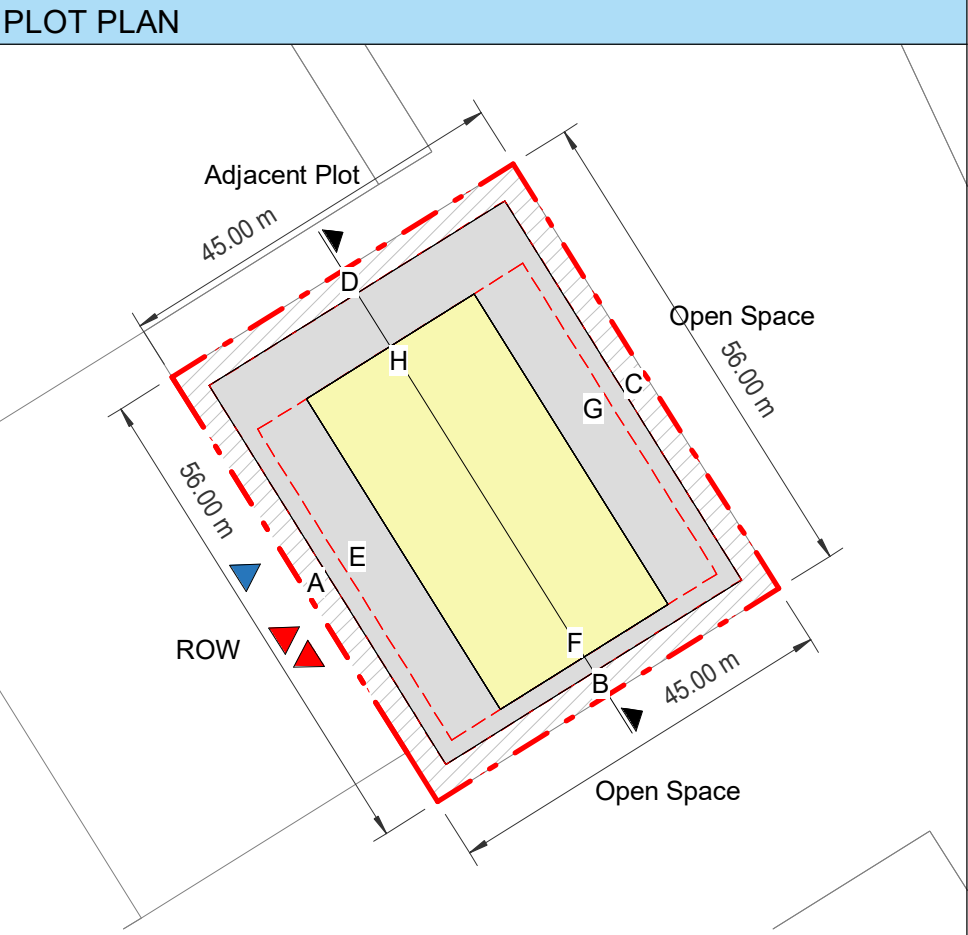 PLOT PLAN
Adjacent Plot
45.00 m
D
Open Space
H
56.00 m
C
G
56.00 m
E
A
ROW
F
B
45.00 m
Open Space